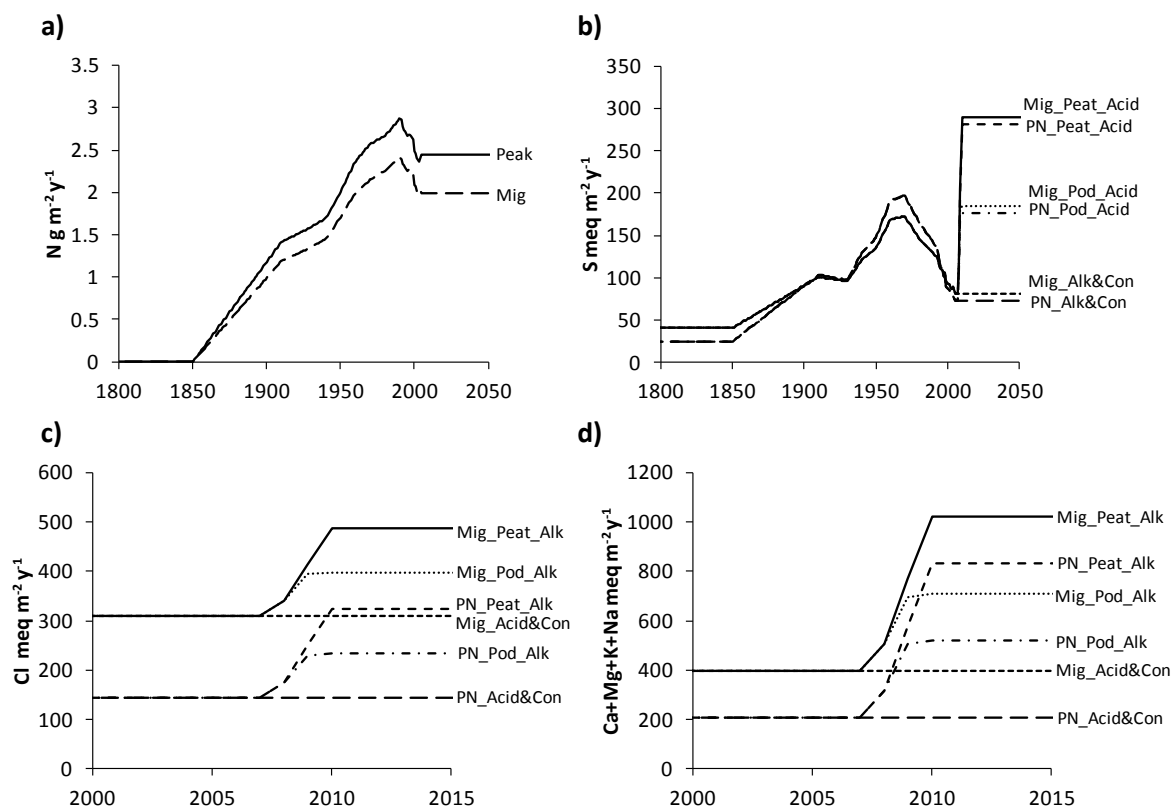 a)
N g m⁻² y⁻¹
3.5
3
2.5
2
1.5
1
0.5
0
1800 1850 1900 1950 2000 2050
Peak
Mig
b)
S meq m⁻² y⁻¹
350
300
250
200
150
100
50
0
1800 1850 1900 1950 2000 2050
Mig_Peat_Acid
PN_Peat_Acid
Mig_Pod_Acid
PN_Pod_Acid
Mig_Alk&Con
PN_Alk&Con
c)
Cl meq m⁻² y⁻¹
600
500
400
300
200
100
0
2000 2005 2010 2015
Mig_Peat_Alk
Mig_Pod_Alk
PN_Peat_Alk
Mig_Acid&Con
PN_Pod_Alk
PN_Acid&Con
d)
Ca+Mg+K+Na meq m⁻² y⁻¹
1200
1000
800
600
400
200
0
2000 2005 2010 2015
Mig_Peat_Alk
PN_Peat_Alk
Mig_Pod_Alk
PN_Pod_Alk
Mig_Acid&Con
PN_Acid&Con